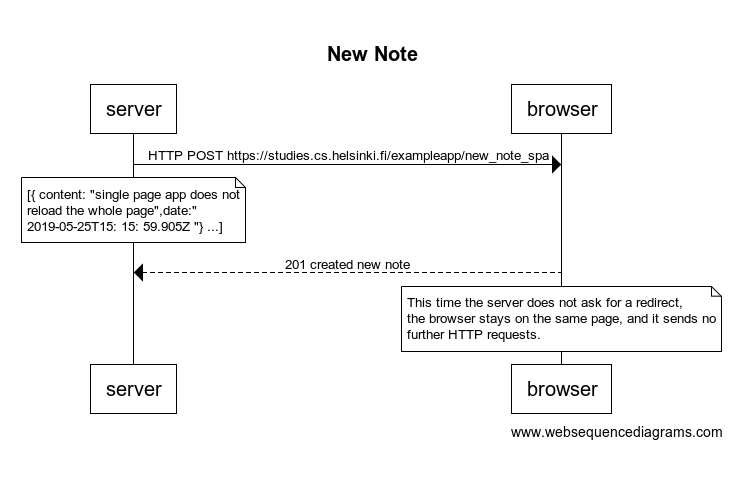 New Note
server
browser
HTTP POST https://studies.cs.helsinki.fi/exampleapp/new_note_spa
[{ content: "single page app does not
reload the whole page",date:"
2019-05-25T15: 15: 59.905Z "} ...]
201 created new note
This time the server does not ask for a redirect,
the browser stays on the same page, and it sends no
further HTTP requests.
server
browser
www.websequencediagrams.com